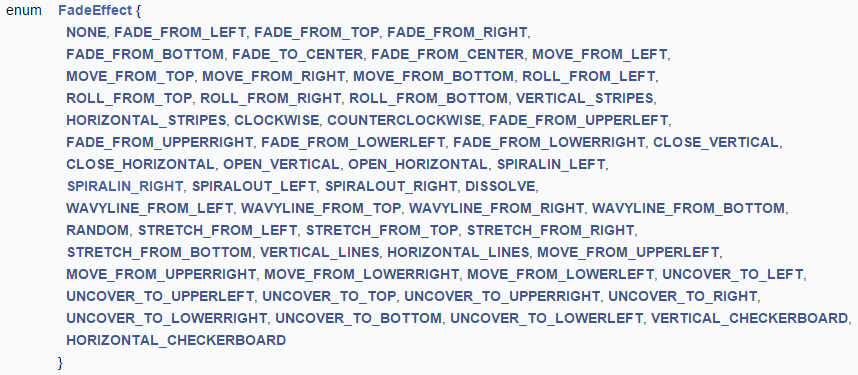 enum FadeEffect {
NONE, FADE_FROM_LEFT, FADE_FROM_TOP, FADE_FROM_RIGHT,
FADE_FROM_BOTTOM, FADE_TO_CENTER, FADE_FROM_CENTER, MOVE_FROM_LEFT,
MOVE_FROM_TOP, MOVE_FROM_RIGHT, MOVE_FROM_BOTTOM, ROLL_FROM_LEFT,
ROLL_FROM_TOP, ROLL_FROM_RIGHT, ROLL_FROM_BOTTOM, VERTICAL_STRIPES,
HORIZONTAL_STRIPES, CLOCKWISE, COUNTERCLOCKWISE, FADE_FROM_UPPERLEFT,
FADE_FROM_UPPERRIGHT, FADE_FROM_LOWERLEFT, FADE_FROM_LOWERRIGHT, CLOSE_VERTICAL,
CLOSE_HORIZONTAL, OPEN_VERTICAL, OPEN_HORIZONTAL, SPIRALIN_LEFT,
SPIRALIN_RIGHT, SPIRALOUT_LEFT, SPIRALOUT_RIGHT, DISSOLVE,
WAVYLINE_FROM_LEFT, WAVYLINE_FROM_TOP, WAVYLINE_FROM_RIGHT, WAVYLINE_FROM_BOTTOM,
RANDOM, STRETCH_FROM_LEFT, STRETCH_FROM_TOP, STRETCH_FROM_RIGHT,
STRETCH_FROM_BOTTOM, VERTICAL_LINES, HORIZONTAL_LINES, MOVE_FROM_UPPERLEFT,
MOVE_FROM_UPPERRIGHT, MOVE_FROM_LOWERRIGHT, MOVE_FROM_LOWERLEFT, UNCOVER_TO_LEFT,
UNCOVER_TO_UPPERLEFT, UNCOVER_TO_TOP, UNCOVER_TO_UPPERRIGHT, UNCOVER_TO_RIGHT,
UNCOVER_TO_LOWERRIGHT, UNCOVER_TO_BOTTOM, UNCOVER_TO_LOWERLEFT, VERTICAL_CHECKERBOARD,
HORIZONTAL_CHECKERBOARD
}